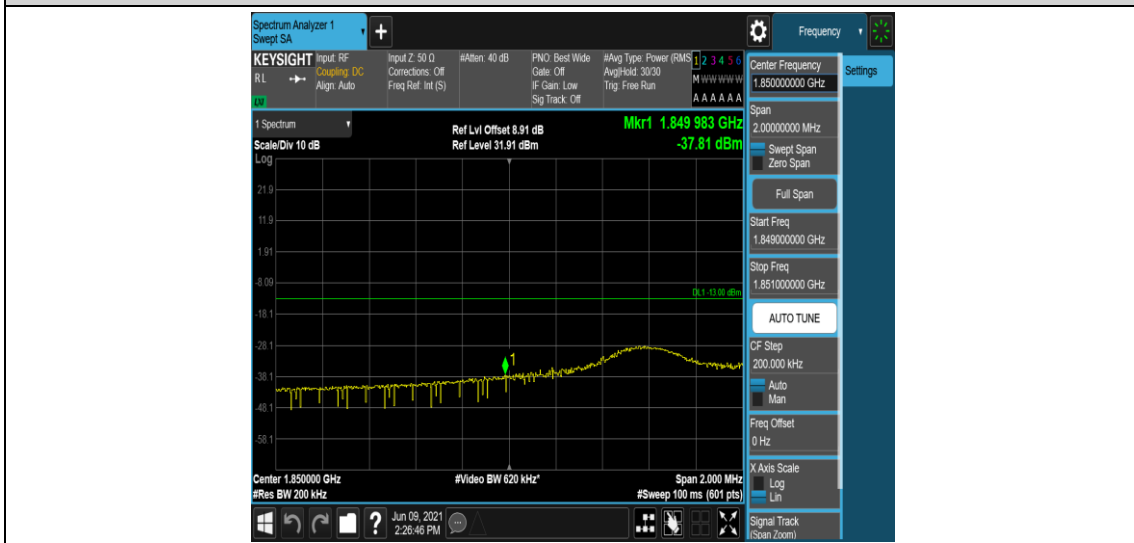 Spectrum Analyzer 1
Swept SA
Frequency
KEYSIGHT
RL
LXI
Input: RF
Coupling: DC
Align: Auto
Input Z: 50 Ω
Corrections: Off
Freq Ref: Int (S)
#Atten: 40 dB
PNO: Best Wide
Gate: Off
IF Gain: Low
Sig Track: Off
#Avg Type: Power (RMS
Avg|Hold: 30/30
Trig: Free Run
1 2 3 4 5 6
M W W W W W
A A A A A A
Center Frequency
1.850000000 GHz
Settings
1 Spectrum
Scale/Div 10 dB
Ref Lvl Offset 8.91 dB
Ref Level 31.91 dBm
Mkr1 1.849 983 GHz
-37.81 dBm
Log
21.9
11.9
1.91
-8.09
-18.1
-28.1
-38.1
-48.1
-58.1
DL1 -13.00 dBm
1
Span
2.00000000 MHz
Swept Span
Zero Span
Full Span
Start Freq
1.849000000 GHz
Stop Freq
1.851000000 GHz
AUTO TUNE
CF Step
200.000 kHz
Auto
Man
Freq Offset
0 Hz
X Axis Scale
Log
Lin
Signal Track
(Span Zoom)
Center 1.850000 GHz
#Video BW 620 kHz*
Span 2.000 MHz
#Res BW 200 kHz
#Sweep 100 ms (601 pts)
?
Jun 09, 2021
2:26:46 PM